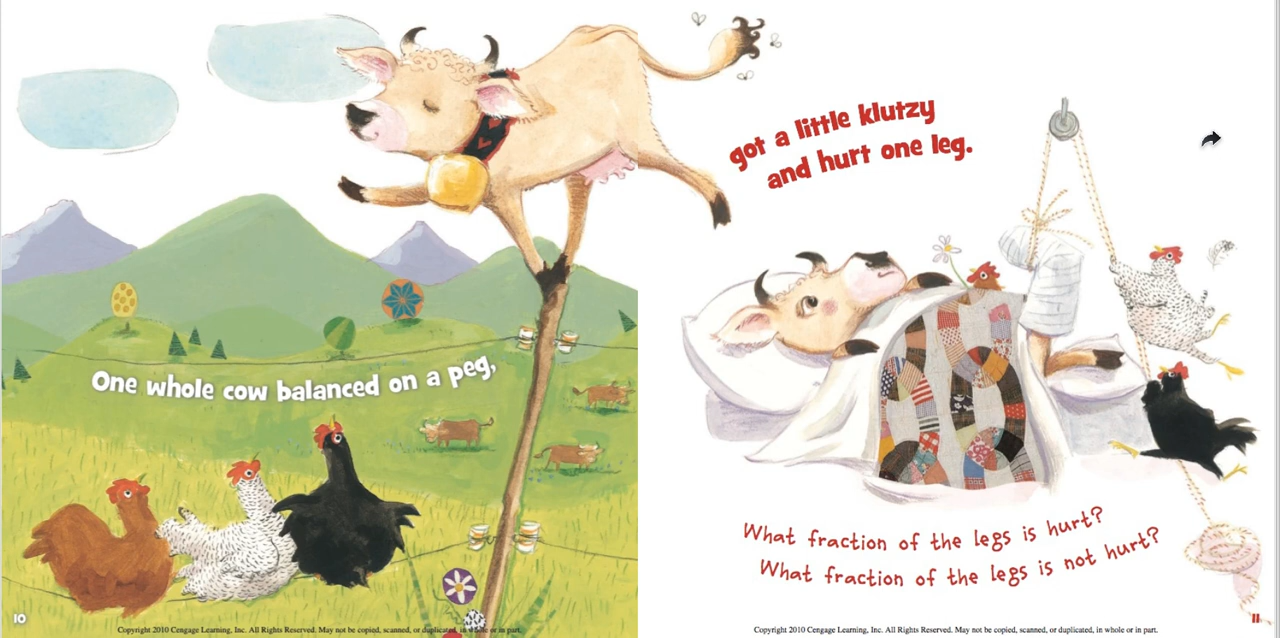 One whole cow balanced on a peg,
10
Copyright 2010 Cengage Learning, Inc. All Rights Reserved. May not be copied, scanned, or duplicated, in whole or in part.
got a little klutzy
and hurt one leg.
What fraction of the legs is hurt?
What fraction of the legs is not hurt?
Copyright 2010 Cengage Learning, Inc. All Rights Reserved. May not be copied, scanned, or duplicated, in whole or in part.
11